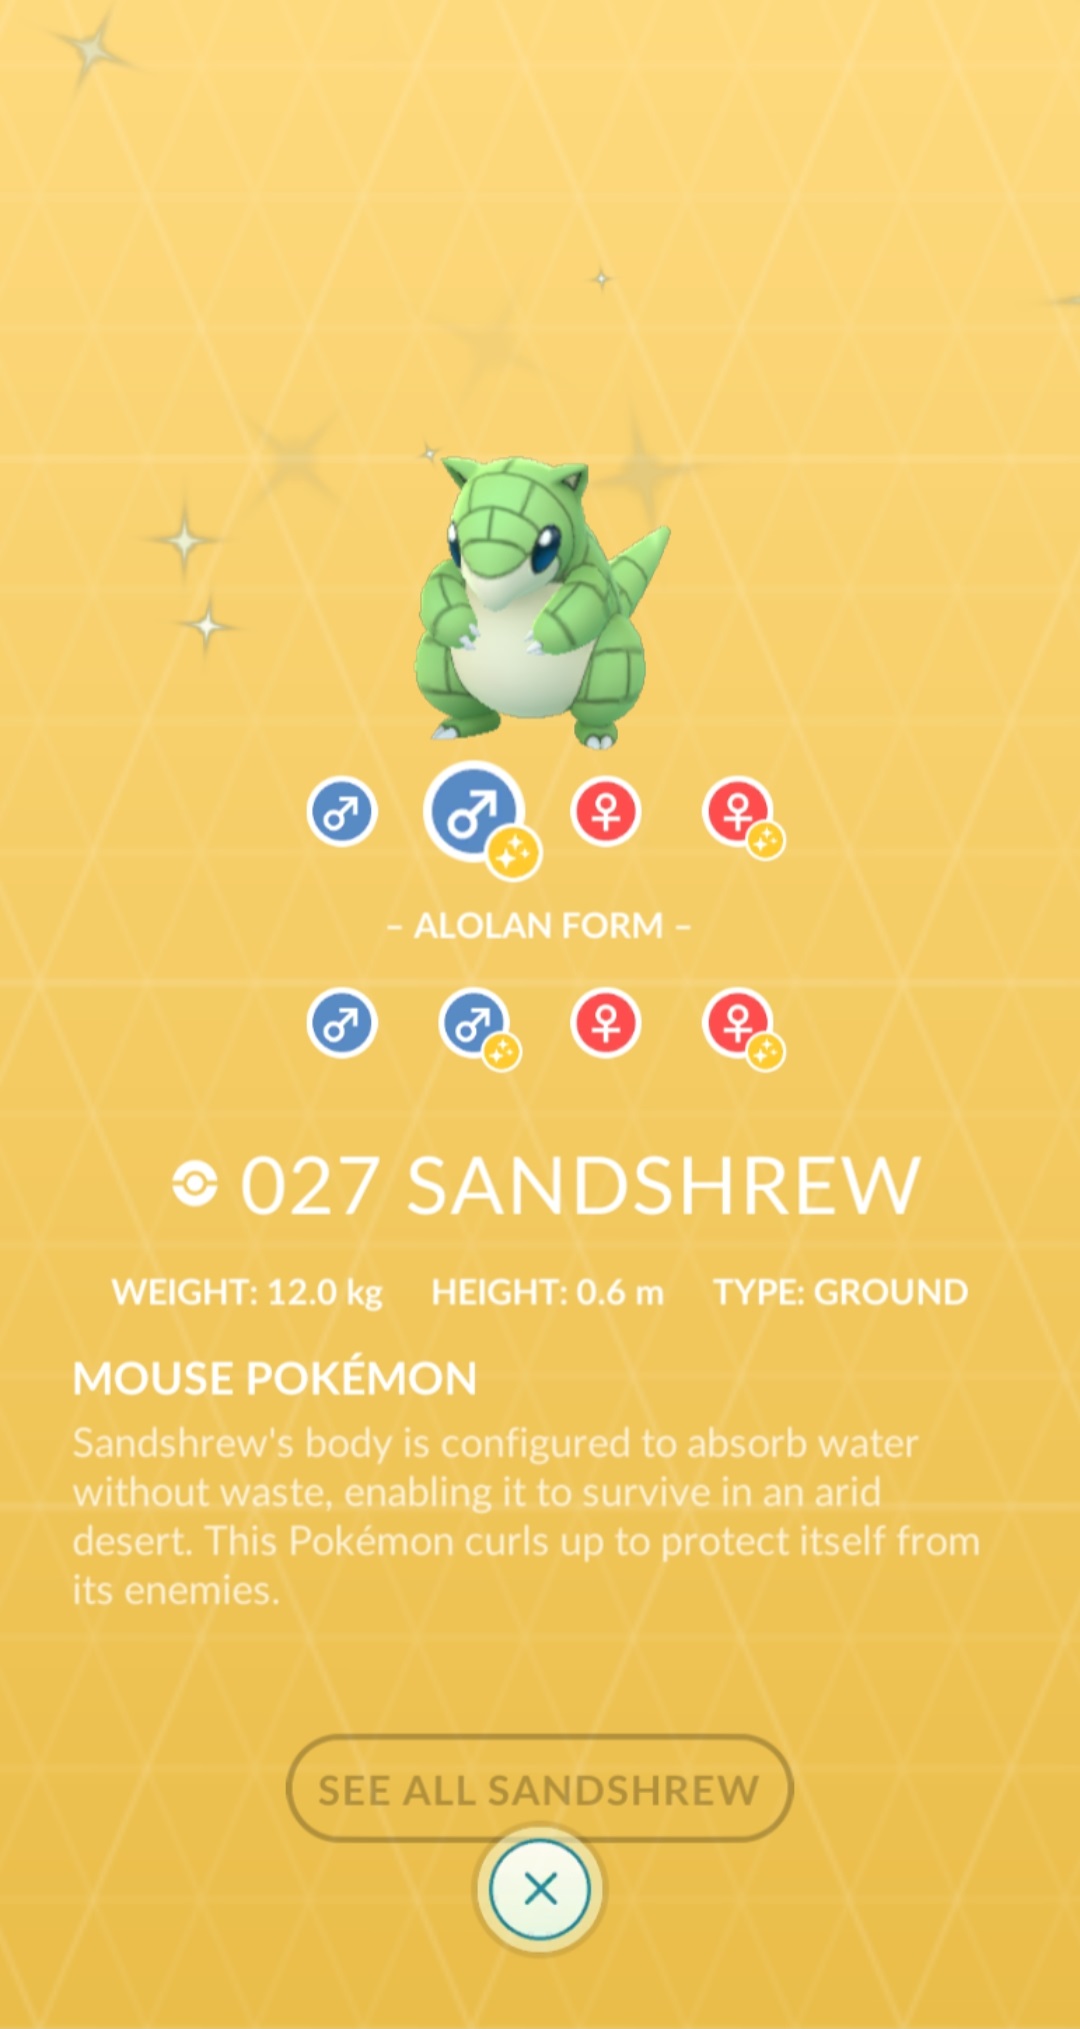 – ALOLAN FORM –
027 SANDSHREW
WEIGHT: 12.0 kg HEIGHT: 0.6 m TYPE: GROUND
MOUSE POKÉMON
Sandshrew's body is configured to absorb water
without waste, enabling it to survive in an arid
desert. This Pokémon curls up to protect itself from
its enemies.
SEE ALL SANDSHREW